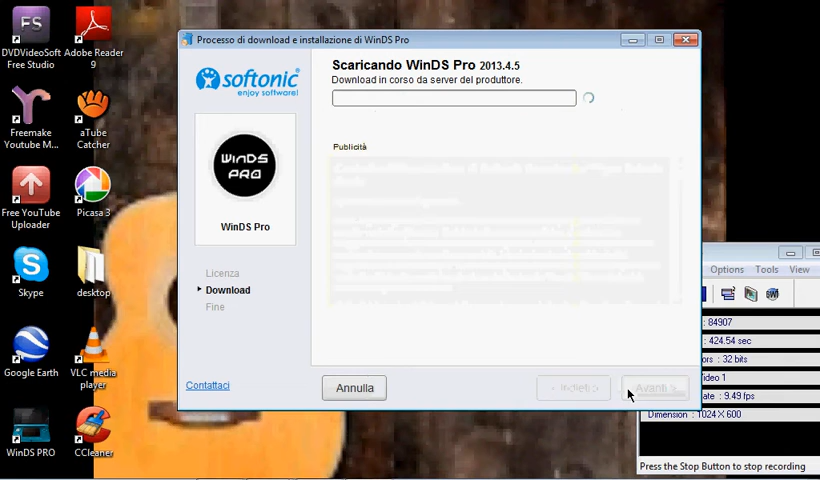 DVDVideoSoft
Free Studio
Adobe Reader
9
Freemake
Youtube M...
aTube
Catcher
Free YouTube
Uploader
Picasa 3
Skype
desktop
Google Earth
VLC media
player
WinDS PRO
CCleaner
Processo di download e installazione di WinDS Pro
softonic
enjoy software!
WinDS
PRO
WinDS Pro
Licenza
Download
Fine
Contattaci
Scaricando WinDS Pro 2013.4.5
Download in corso da server del produttore.
Pubblicità
Annulla
Avanti >
Options Tools View
: 84907
: 424.54 sec
ors : 32 bits
ideo 1
ate : 9.49 fps
Dimension : 1024 X 600
Press the Stop Button to stop recording